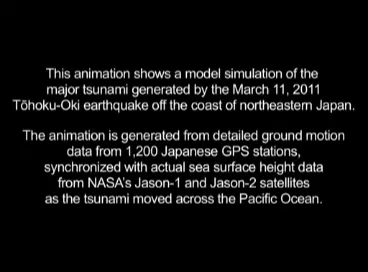 This animation shows a model simulation of the
major tsunami generated by the March 11, 2011
Tōhoku-Oki earthquake off the coast of northeastern Japan.
The animation is generated from detailed ground motion
data from 1,200 Japanese GPS stations,
synchronized with actual sea surface height data
from NASA's Jason-1 and Jason-2 satellites
as the tsunami moved across the Pacific Ocean.